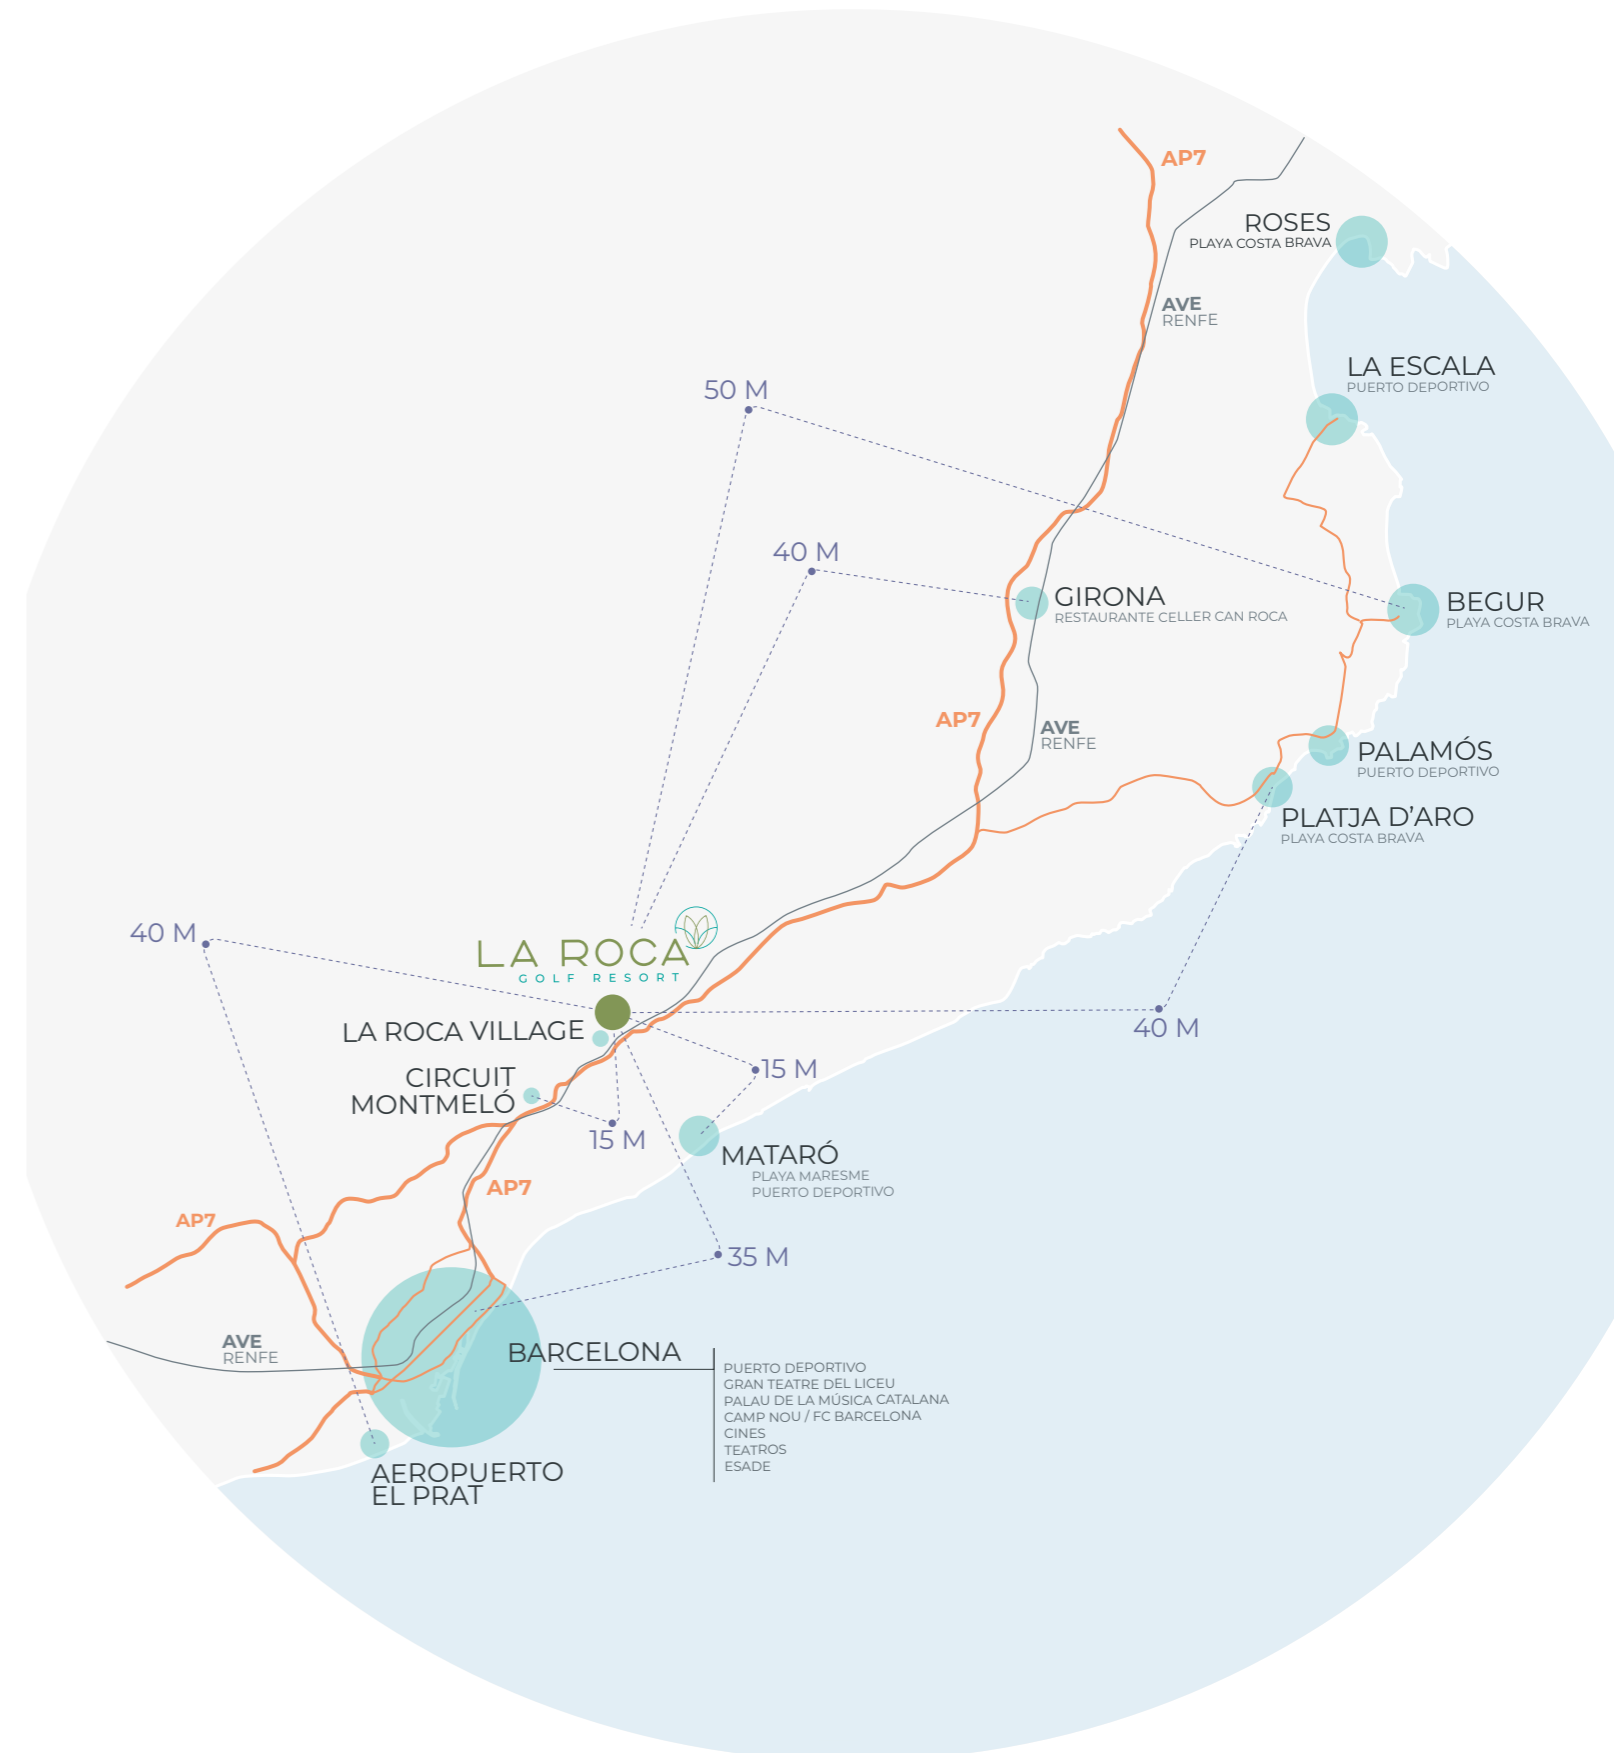 AP7
ROSES
PLAYA COSTA BRAVA
AVE
RENFE
LA ESCALA
PUERTO DEPORTIVO
50 M
40 M
GIRONA
RESTAURANTE CELLER CAN ROCA
BEGUR
PLAYA COSTA BRAVA
AP7
AVE
RENFE
PALAMÓS
PUERTO DEPORTIVO
PLATJA D'ARO
PLAYA COSTA BRAVA
40 M
LA ROCA
GOLF RESORT
LA ROCA VILLAGE
40 M
CIRCUIT
MONTMELÓ
15 M
15 M
MATARÓ
PLAYA MARESME
PUERTO DEPORTIVO
AP7
AP7
35 M
AVE
RENFE
BARCELONA
PUERTO DEPORTIVO
GRAN TEATRE DEL LICEU
PALAU DE LA MÚSICA CATALANA
CAMP NOU / FC BARCELONA
CINES
TEATROS
ESADE
AEROPUERTO
EL PRAT